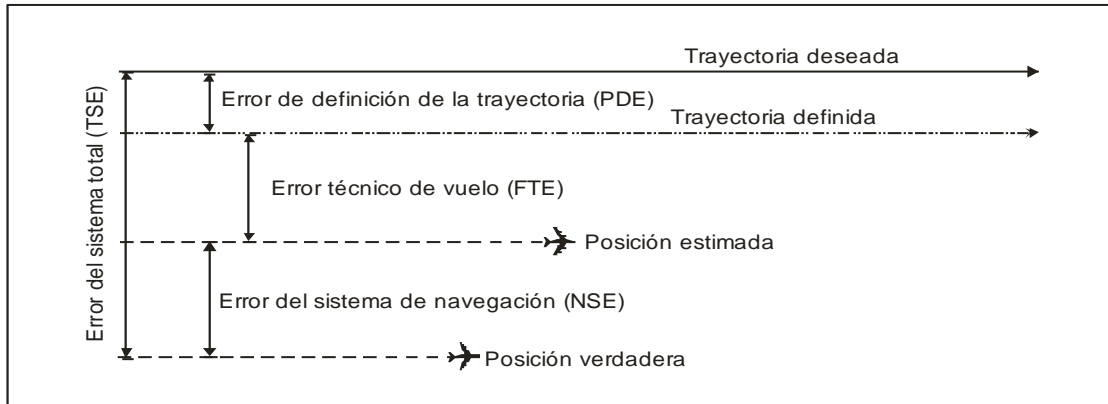 Trayectoria deseada
Error de definición de la trayectoria (PDE)
Trayectoria definida
Error del sistema total (TSE)
Error técnico de vuelo (FTE)
Posición estimada
Error del sistema de navegación (NSE)
Posición verdadera